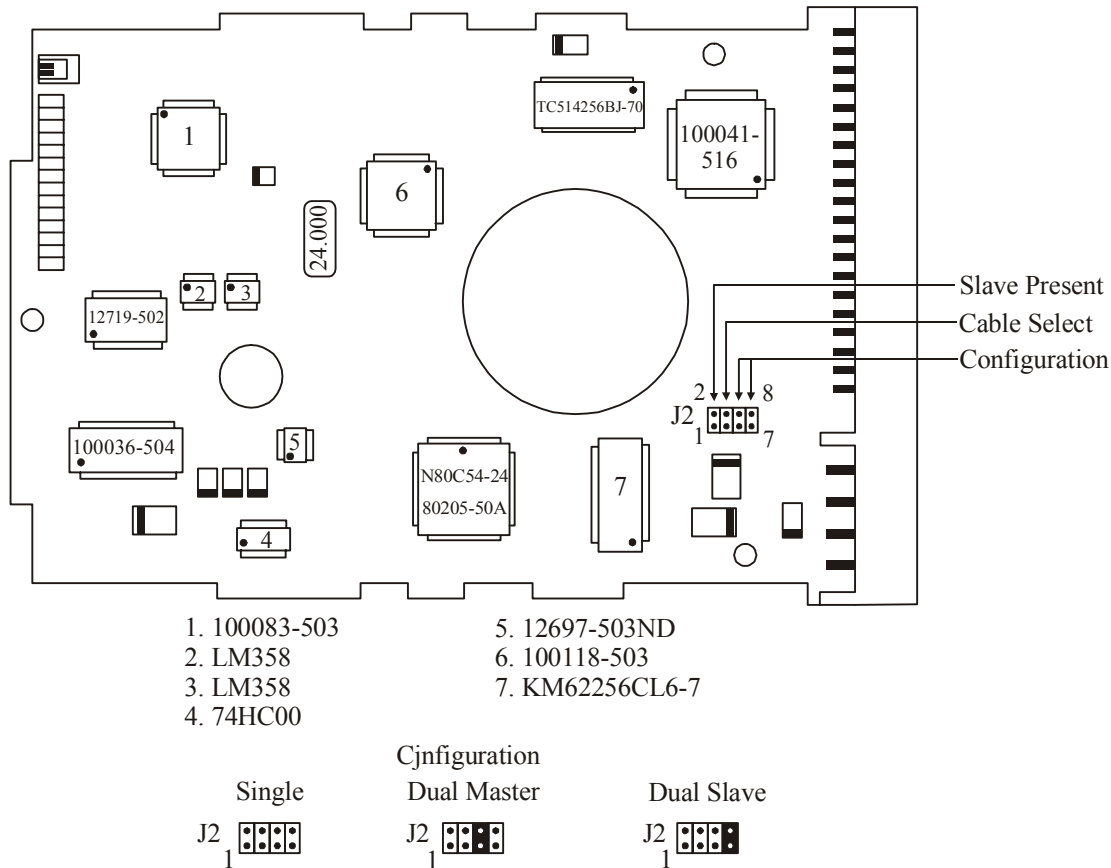 TC514256BJ-70
1
100041-
516
6
24.000
2
3
12719-502
Slave Present
Cable Select
Configuration
2
8
J2
1
7
100036-504
5
N80C54-24
80205-50A
7
4
1. 100083-503
2. LM358
3. LM358
4. 74HC00
5. 12697-503ND
6. 100118-503
7. KM62256CL6-7
Cjnfiguration
Single
Dual Master
Dual Slave
J2
1
J2
1
J2
1